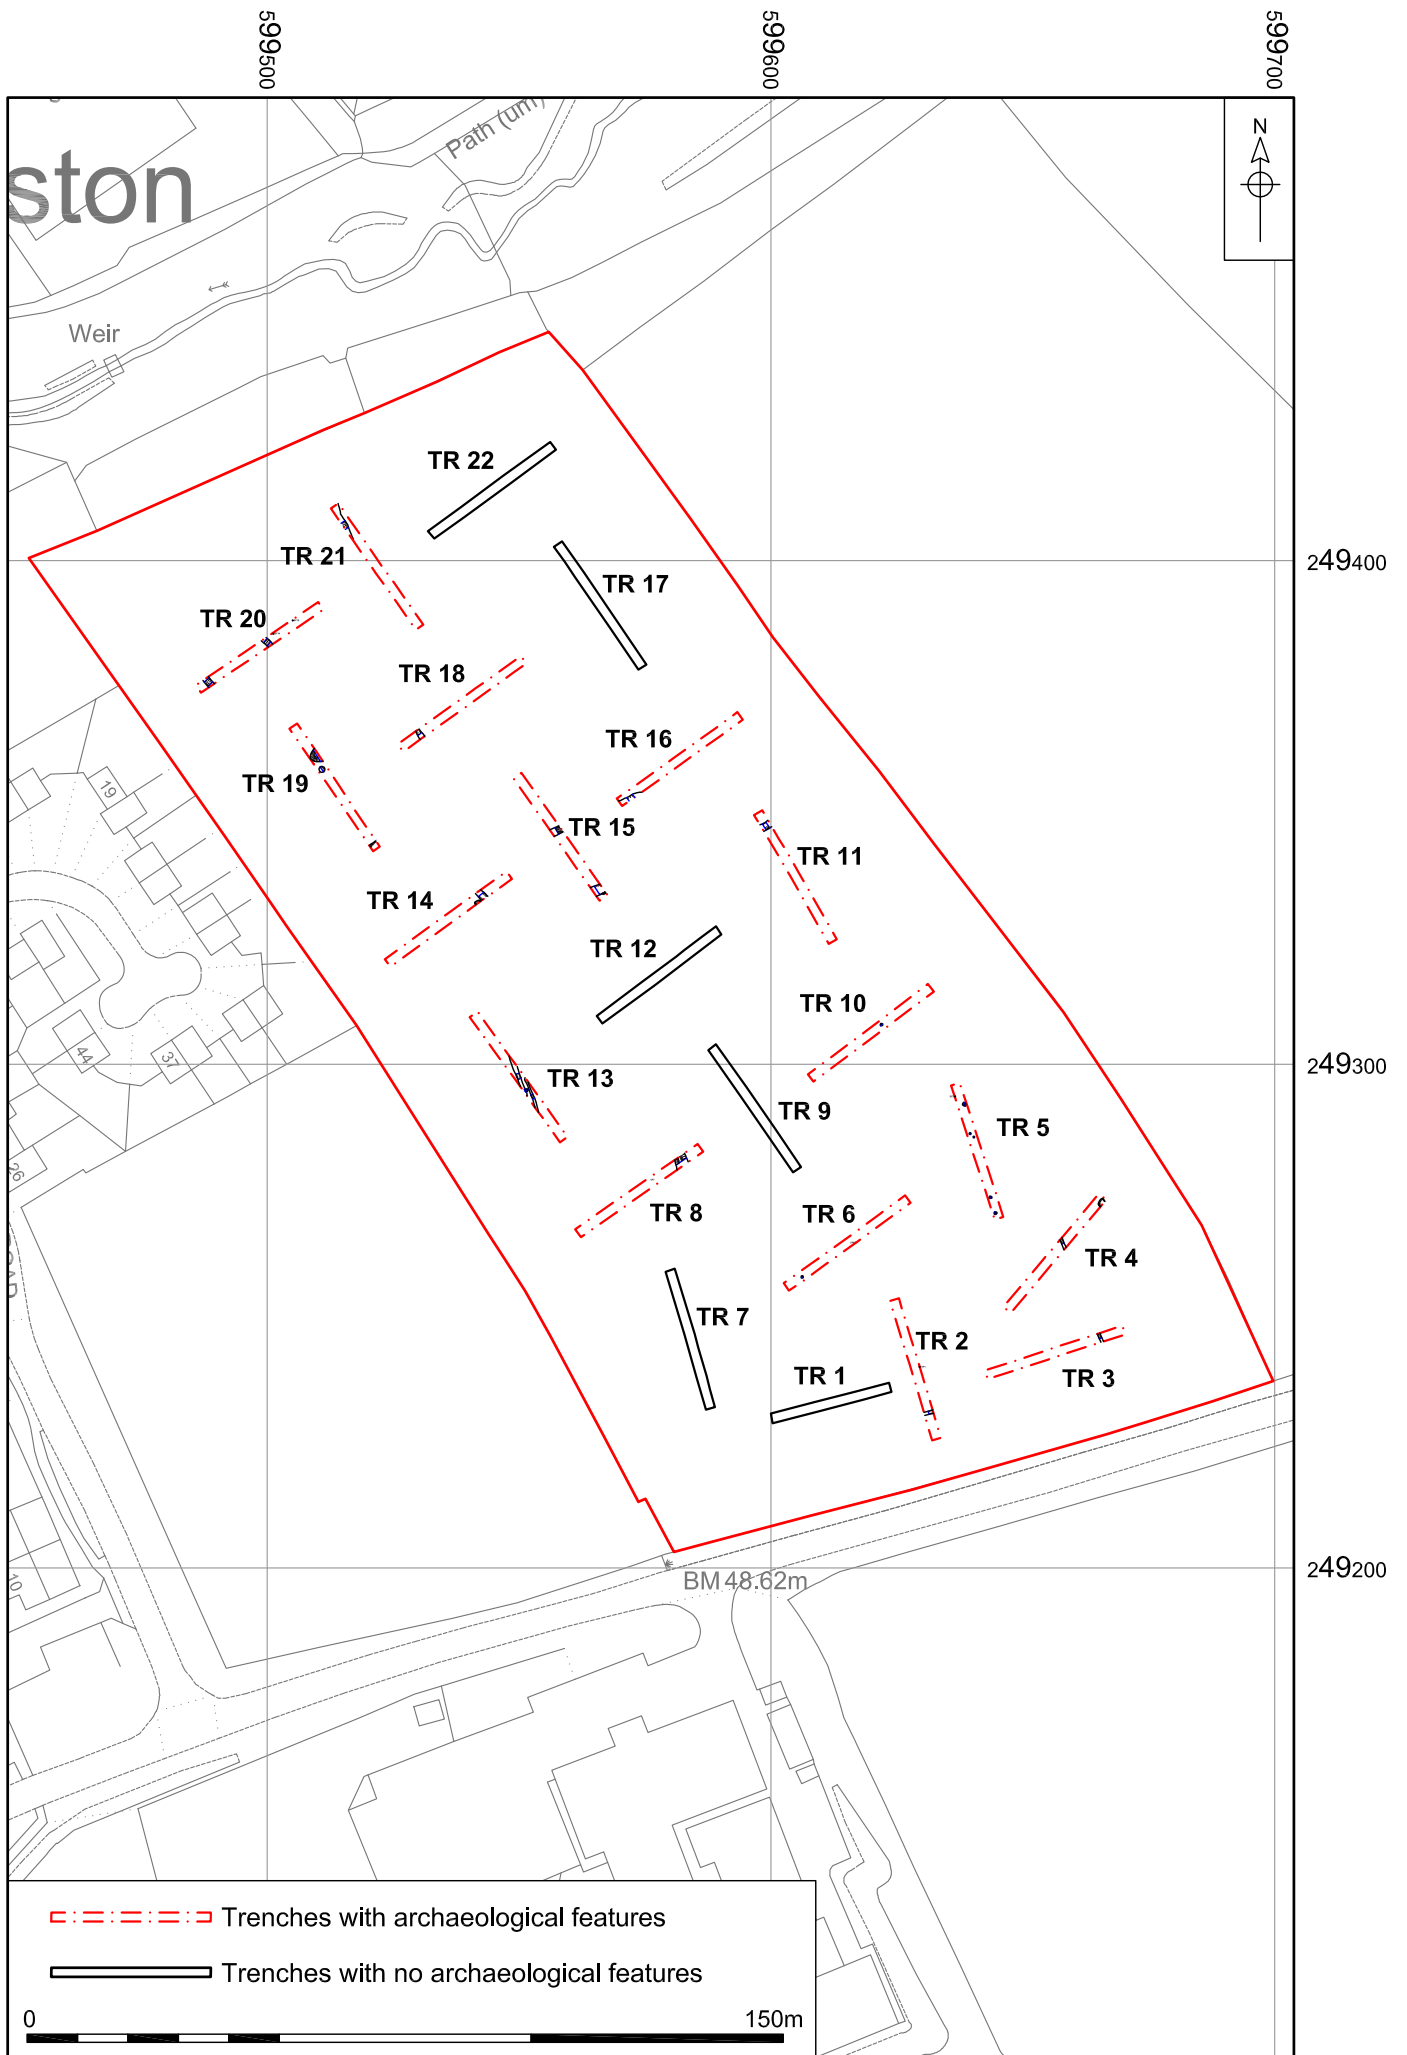 599500
599600
599700
N
Path (um)
ston
Weir
TR 22
TR 21
249400
TR 17
TR 20
TR 18
TR 16
TR 19
19
TR 15
TR 11
TR 14
TR 12
TR 10
44
37
249300
TR 13
TR 9
TR 5
26
TR 8
TR 6
TR 4
TR 7
TR 2
TR 1
TR 3
249200
BM 48.62m
10
Trenches with archaeological features
Trenches with no archaeological features
0 150m